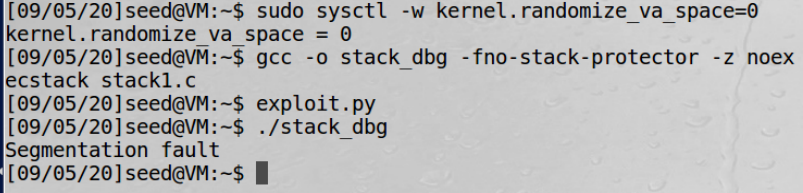 [09/05/20]seed@VM:~$ sudo sysctl -w kernel.randomize_va_space=0
kernel.randomize_va_space = 0
[09/05/20]seed@VM:~$ gcc -o stack_dbg -fno-stack-protector -z noex
ecstack stack1.c
[09/05/20]seed@VM:~$ exploit.py
[09/05/20]seed@VM:~$ ./stack_dbg
Segmentation fault
[09/05/20]seed@VM:~$